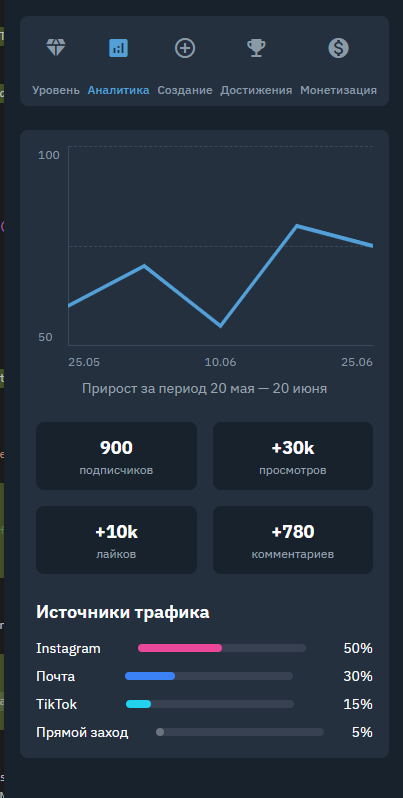 Уровень Аналитика Создание Достижения Монетизация
100
50
25.05 10.06 25.06
Прирост за период 20 мая — 20 июня
900 +30k
подписчиков просмотров
+10k +780
лайков комментариев
Источники трафика
Instagram 50%
Почта 30%
TikTok 15%
Прямой заход 5%